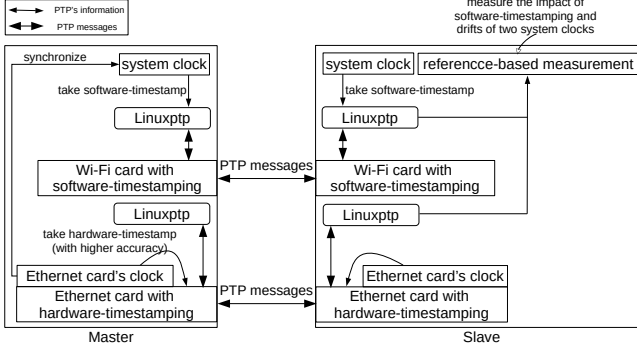 PTP's information
PTP messages
measure the impact of
software-timestamping and
drifts of two system clocks
synchronize
system clock
take software-timestamp
Linuxptp
Wi-Fi card with
software-timestamping
Linuxptp
take hardware-timestamp
(with higher accuracy)
Ethernet card's clock
Ethernet card with
hardware-timestamping
Master
PTP messages
PTP messages
system clock
referencce-based measurement
take software-timestamp
Linuxptp
Wi-Fi card with
software-timestamping
Linuxptp
Ethernet card's clock
Ethernet card with
hardware-timestamping
Slave